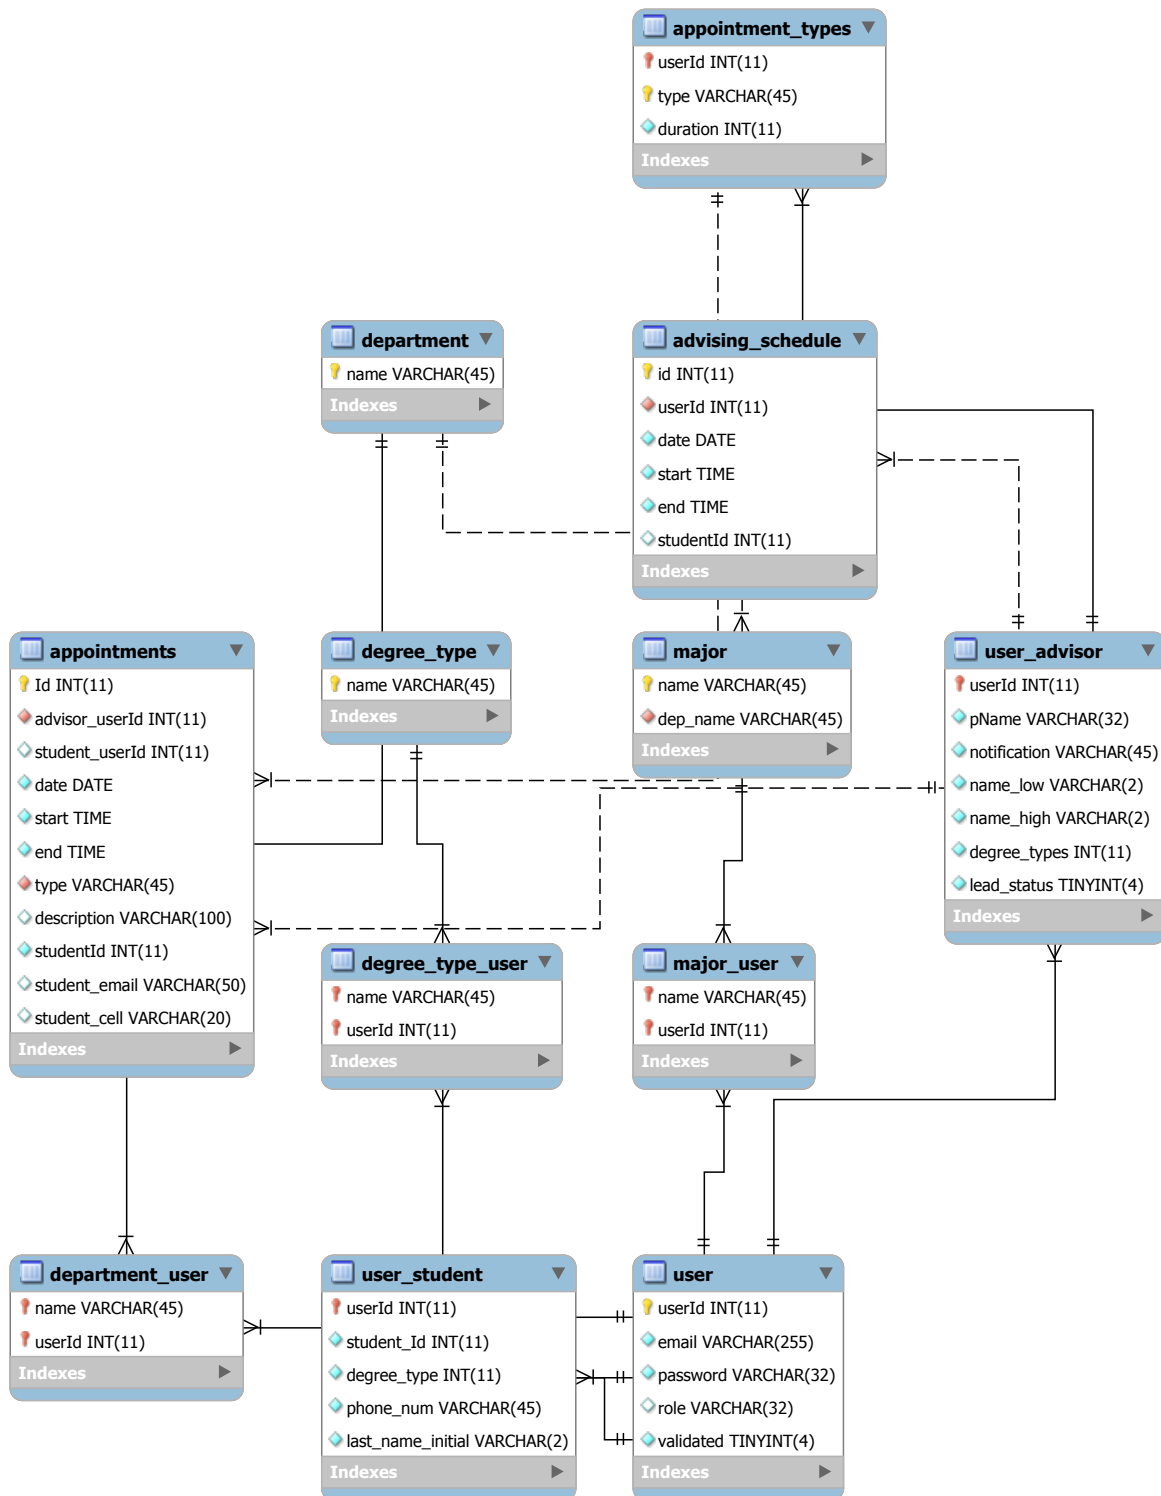 appointment_types
userId INT(11)
type VARCHAR(45)
duration INT(11)
Indexes
department
name VARCHAR(45)
Indexes
advising_schedule
id INT(11)
userId INT(11)
date DATE
start TIME
end TIME
studentId INT(11)
Indexes
appointments
Id INT(11)
advisor_userId INT(11)
student_userId INT(11)
date DATE
start TIME
end TIME
type VARCHAR(45)
description VARCHAR(100)
studentId INT(11)
student_email VARCHAR(50)
student_cell VARCHAR(20)
Indexes
degree_type
name VARCHAR(45)
Indexes
major
name VARCHAR(45)
dep_name VARCHAR(45)
Indexes
user_advisor
userId INT(11)
pName VARCHAR(32)
notification VARCHAR(45)
name_low VARCHAR(2)
name_high VARCHAR(2)
degree_types INT(11)
lead_status TINYINT(4)
Indexes
degree_type_user
name VARCHAR(45)
userId INT(11)
Indexes
major_user
name VARCHAR(45)
userId INT(11)
Indexes
department_user
name VARCHAR(45)
userId INT(11)
Indexes
user_student
userId INT(11)
student_Id INT(11)
degree_type INT(11)
phone_num VARCHAR(45)
last_name_initial VARCHAR(2)
Indexes
user
userId INT(11)
email VARCHAR(255)
password VARCHAR(32)
role VARCHAR(32)
validated TINYINT(4)
Indexes